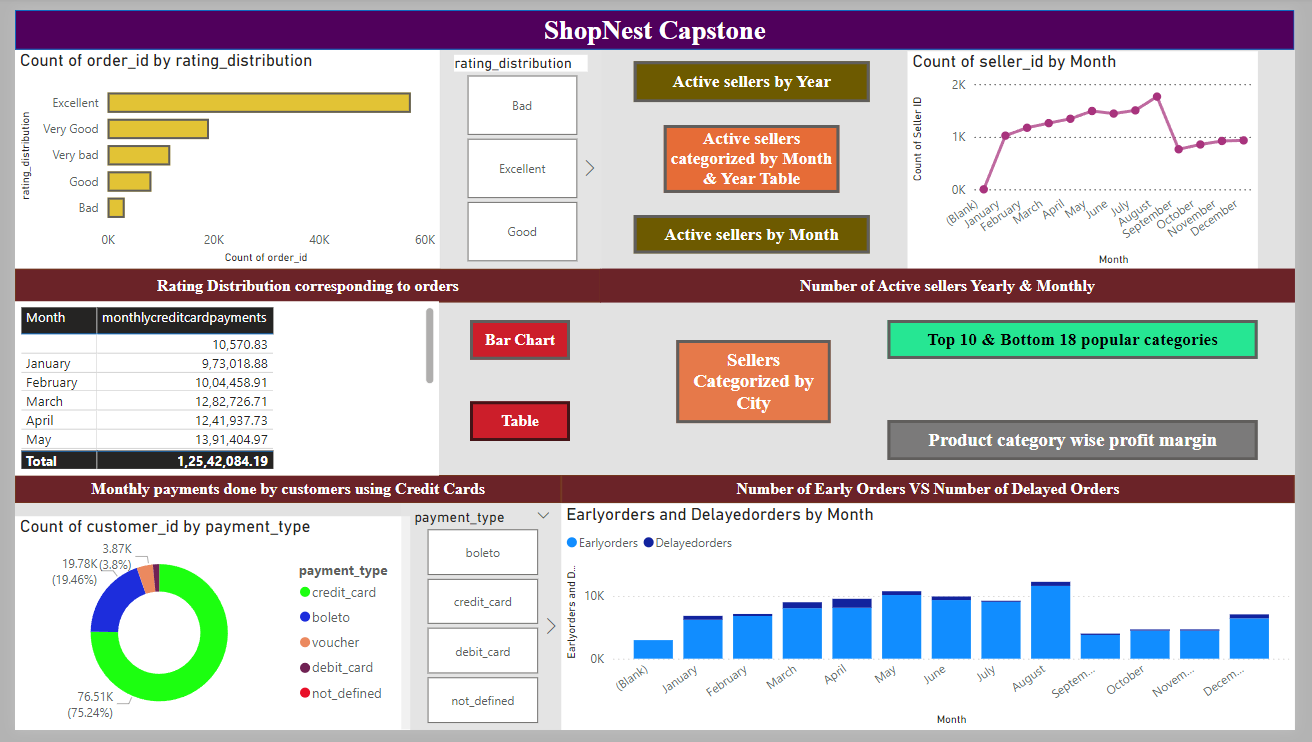 ShopNest Capstone
Count of order_id by rating_distribution
rating_distribution
Excellent
Very Good
Very bad
Good
Bad
0K 20K 40K 60K
Count of order_id
rating_distribution
Bad
Excellent
Good
Active sellers by Year
Active sellers
categorized by Month
& Year Table
Active sellers by Month
Count of seller_id by Month
Count of Seller ID
2K
1K
0K
(Blank) January February March April May June July August September October November December
Month
Rating Distribution corresponding to orders
Number of Active sellers Yearly & Monthly
Month monthlycreditcardpayments
10,570.83
January 9,73,018.88
February 10,04,458.91
March 12,82,726.71
April 12,41,937.73
May 13,91,404.97
Total 1,25,42,084.19
Bar Chart
Table
Sellers
Categorized by
City
Top 10 & Bottom 18 popular categories
Product category wise profit margin
Monthly payments done by customers using Credit Cards
Number of Early Orders VS Number of Delayed Orders
Count of customer_id by payment_type
3.87K
(3.8%)
19.78K
(19.46%)
76.51K
(75.24%)
payment_type
credit_card
boleto
voucher
debit_card
not_defined
payment_type
boleto
credit_card
debit_card
not_defined
Earlyorders and Delayedorders by Month
Earlyorders Delayedorders
Earlyorders and D...
10K
0K
(Blank) January February March April May June July August Septem... October Novem... Decem...
Month